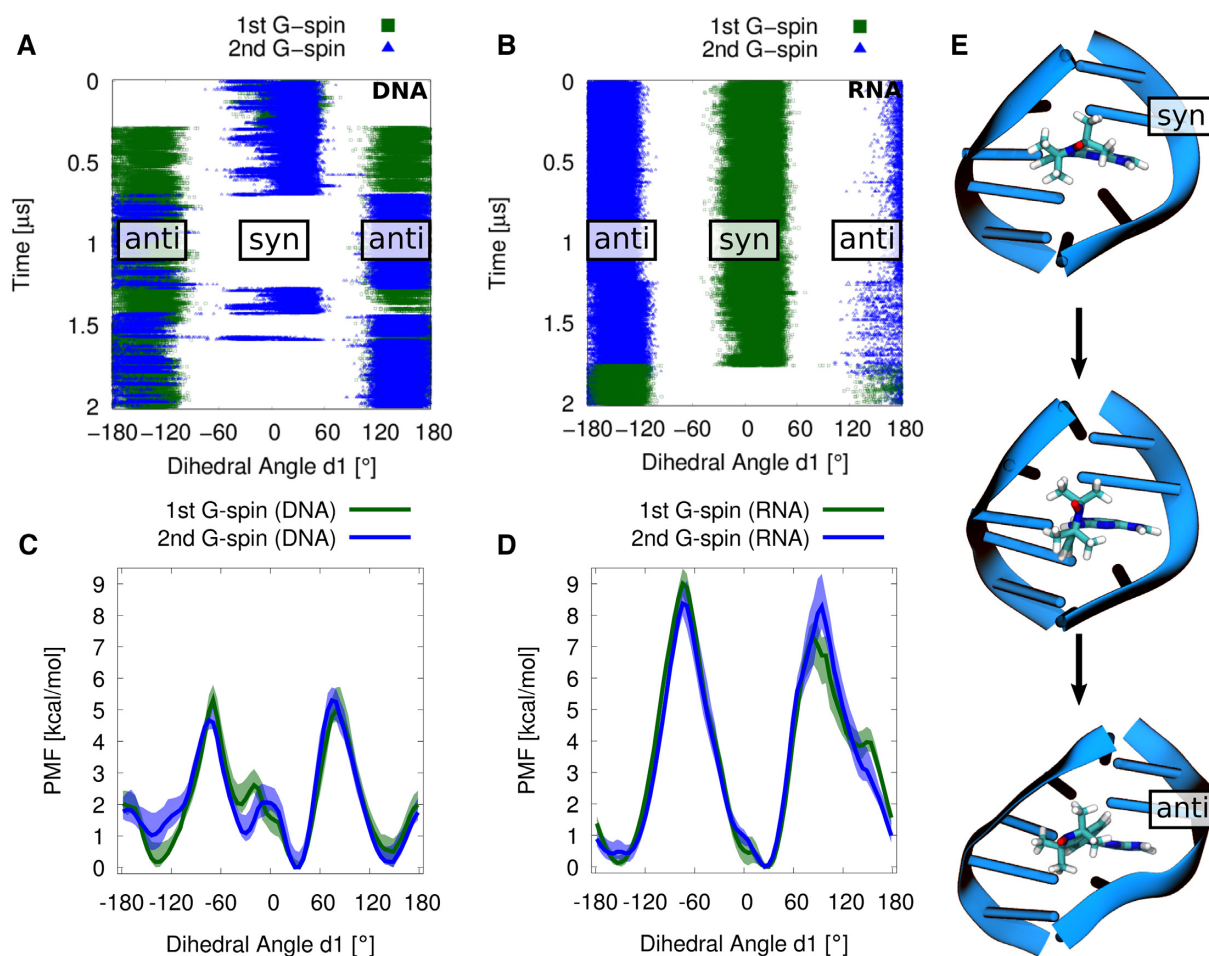 A
1st G−spin
2nd G−spin
DNA
0
0.5
1
1.5
2
Time [μs]
anti
syn
anti
−180 −120 −60 0 60 120 180
Dihedral Angle d1 [°]
B
1st G−spin
2nd G−spin
RNA
0
0.5
1
1.5
2
Time [μs]
anti
syn
anti
−180 −120 −60 0 60 120 180
Dihedral Angle d1 [°]
C
1st G-spin (DNA)
2nd G-spin (DNA)
9
8
7
6
5
4
3
2
1
0
PMF [kcal/mol]
-180 -120 -60 0 60 120 180
Dihedral Angle d1 [°]
D
1st G-spin (RNA)
2nd G-spin (RNA)
9
8
7
6
5
4
3
2
1
0
PMF [kcal/mol]
-180 -120 -60 0 60 120 180
Dihedral Angle d1 [°]
E
syn
anti